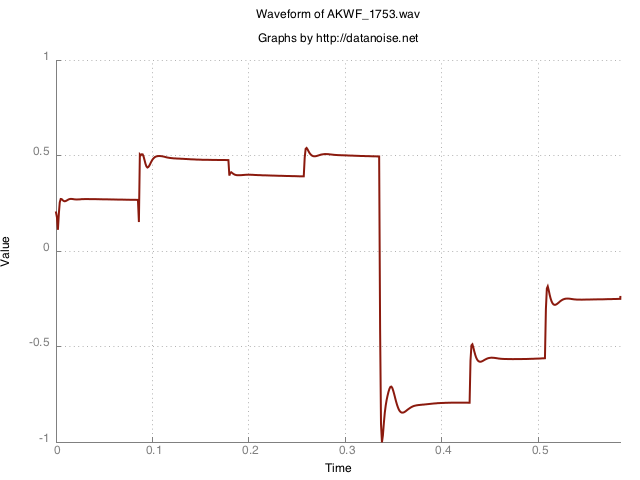 Waveform of AKWF_1753.wav
Graphs by http://datanoise.net
1
0.5
0
-0.5
-1
Value
0 0.1 0.2 0.3 0.4 0.5
Time